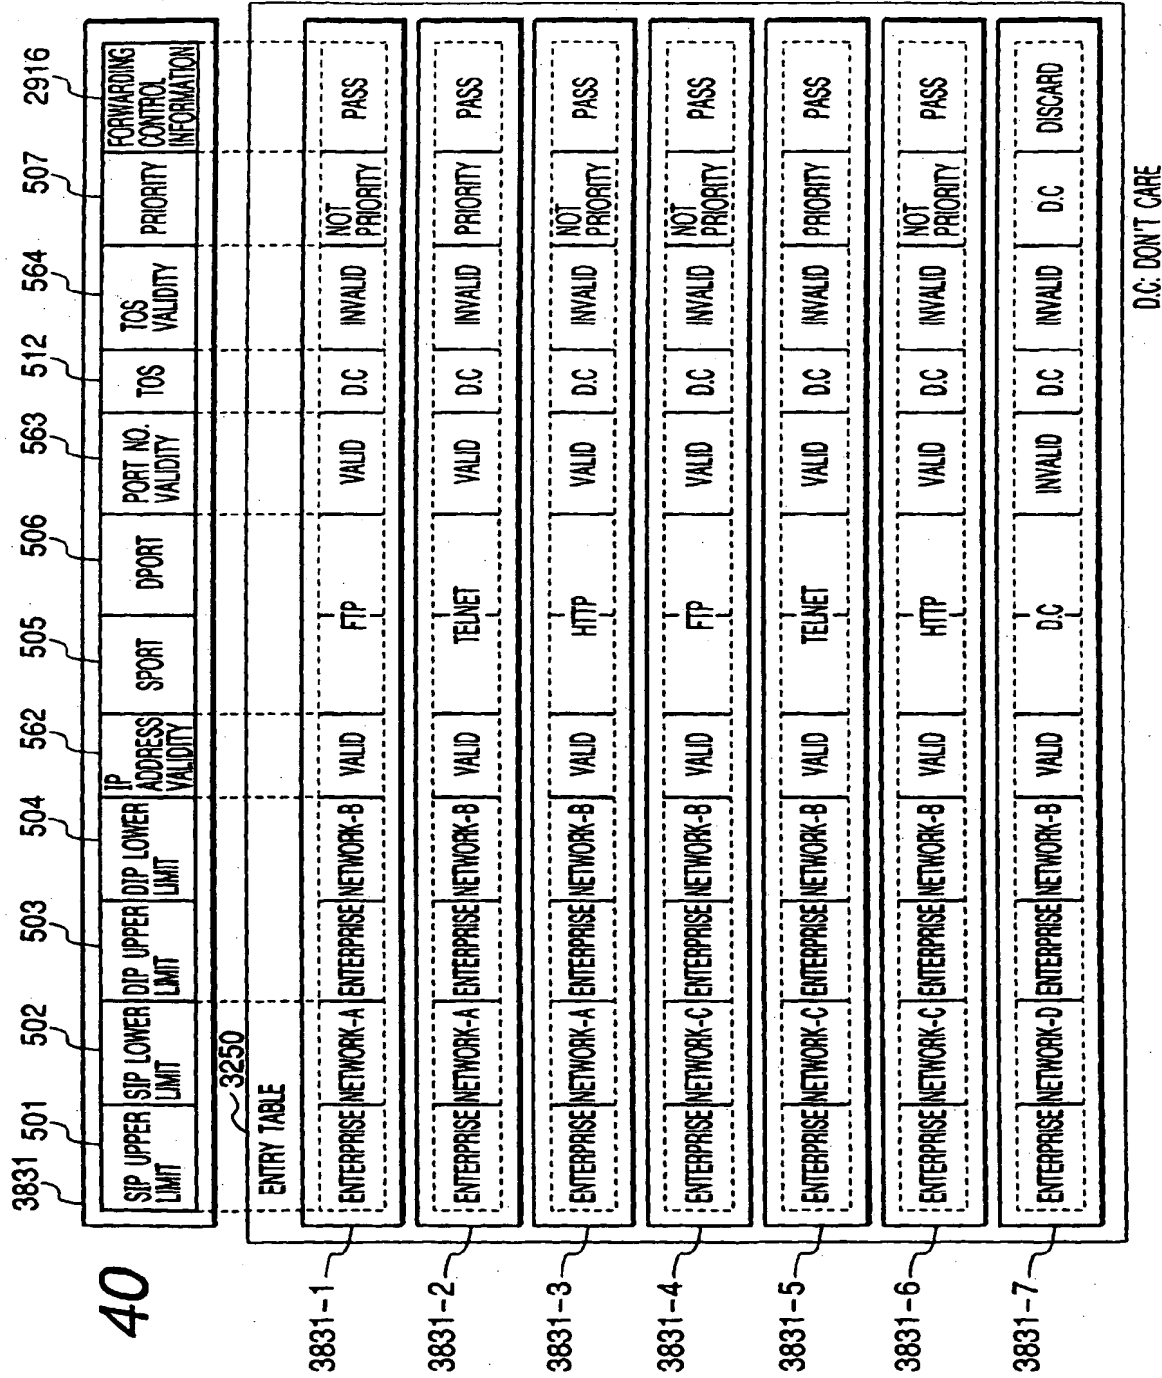 40
3831 501 502 503 504 562 505 506 563 512 564 507 2916
SIP UPPER LIMIT SIP LOWER LIMIT DIP UPPER LIMIT DIP LOWER LIMIT IP ADDRESS VALIDITY SPORT DPORT PORT NO. VALIDITY TOS TOS VALIDITY PRIORITY FORWARDING CONTROL INFORMATION
3250
ENTRY TABLE
3831-1 ENTERPRISE NETWORK-A ENTERPRISE NETWORK-B VALID FTP VALID D.C INVALID NOT PRIORITY PASS
3831-2 ENTERPRISE NETWORK-A ENTERPRISE NETWORK-B VALID TELNET VALID D.C INVALID PRIORITY PASS
3831-3 ENTERPRISE NETWORK-A ENTERPRISE NETWORK-B VALID HTTP VALID D.C INVALID NOT PRIORITY PASS
3831-4 ENTERPRISE NETWORK-C ENTERPRISE NETWORK-B VALID FTP VALID D.C INVALID NOT PRIORITY PASS
3831-5 ENTERPRISE NETWORK-C ENTERPRISE NETWORK-B VALID TELNET VALID D.C INVALID PRIORITY PASS
3831-6 ENTERPRISE NETWORK-C ENTERPRISE NETWORK-B VALID HTTP VALID D.C INVALID NOT PRIORITY PASS
3831-7 ENTERPRISE NETWORK-D ENTERPRISE NETWORK-B VALID D.C INVALID D.C INVALID D.C DISCARD
D.C: DON'T CARE